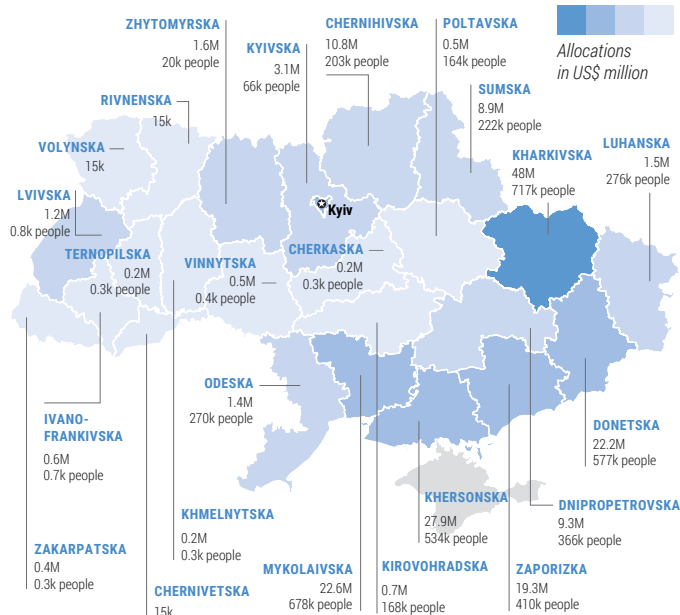 ZHYTOMYRSKA
1.6M
20k people
KYIVSKA
3.1M
66k people
CHERNIHIVSKA
10.8M
203k people
POLTAVSKA
0.5M
164k people
Allocations
in US$ million
SUMSKA
8.9M
222k people
RIVNENSKA
15k
VOLYNSKA
15k
KHARKIVSKA
48M
717k people
LUHANSKA
1.5M
276k people
LVIVSKA
1.2M
0.8k people
Kyiv
TERNOPILSKA
0.2M
0.3k people
VINNYTSKA
0.5M
0.4k people
CHERKASKA
0.2M
0.3k people
ODESKA
1.4M
270k people
IVANO-
FRANKIVSKA
0.6M
0.7k people
DONETSKA
22.2M
577k people
KHERSONSKA
27.9M
534k people
DNIPROPETROVSKA
9.3M
366k people
KHMELNYTSKA
0.2M
0.3k people
ZAKARPATSKA
0.4M
0.3k people
CHERNIVETSKA
15k
MYKOLAIVSKA
22.6M
678k people
KIROVOHRADSKA
0.7M
168k people
ZAPORIZKA
19.3M
410k people